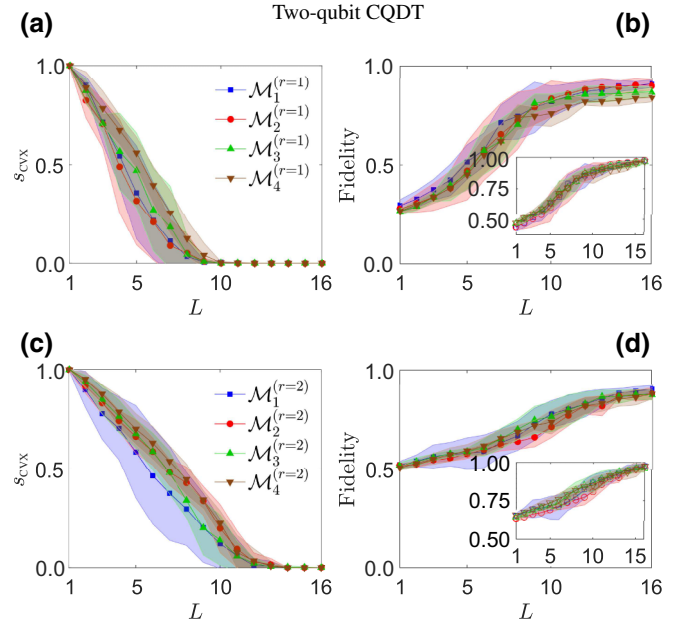 Two-qubit CQDT
(a)
1.0
0.5
0.0
s_CVX
1 5 10 16
L
M_1^(r=1)
M_2^(r=1)
M_3^(r=1)
M_4^(r=1)
(b)
1.0
0.5
0.0
Fidelity
1 5 10 16
L
1.00
0.75
0.50
1 5 10 15
(c)
1.0
0.5
0.0
s_CVX
1 5 10 16
L
M_1^(r=2)
M_2^(r=2)
M_3^(r=2)
M_4^(r=2)
(d)
1.0
0.5
0.0
Fidelity
1 5 10 16
L
1.00
0.75
0.50
1 5 10 15